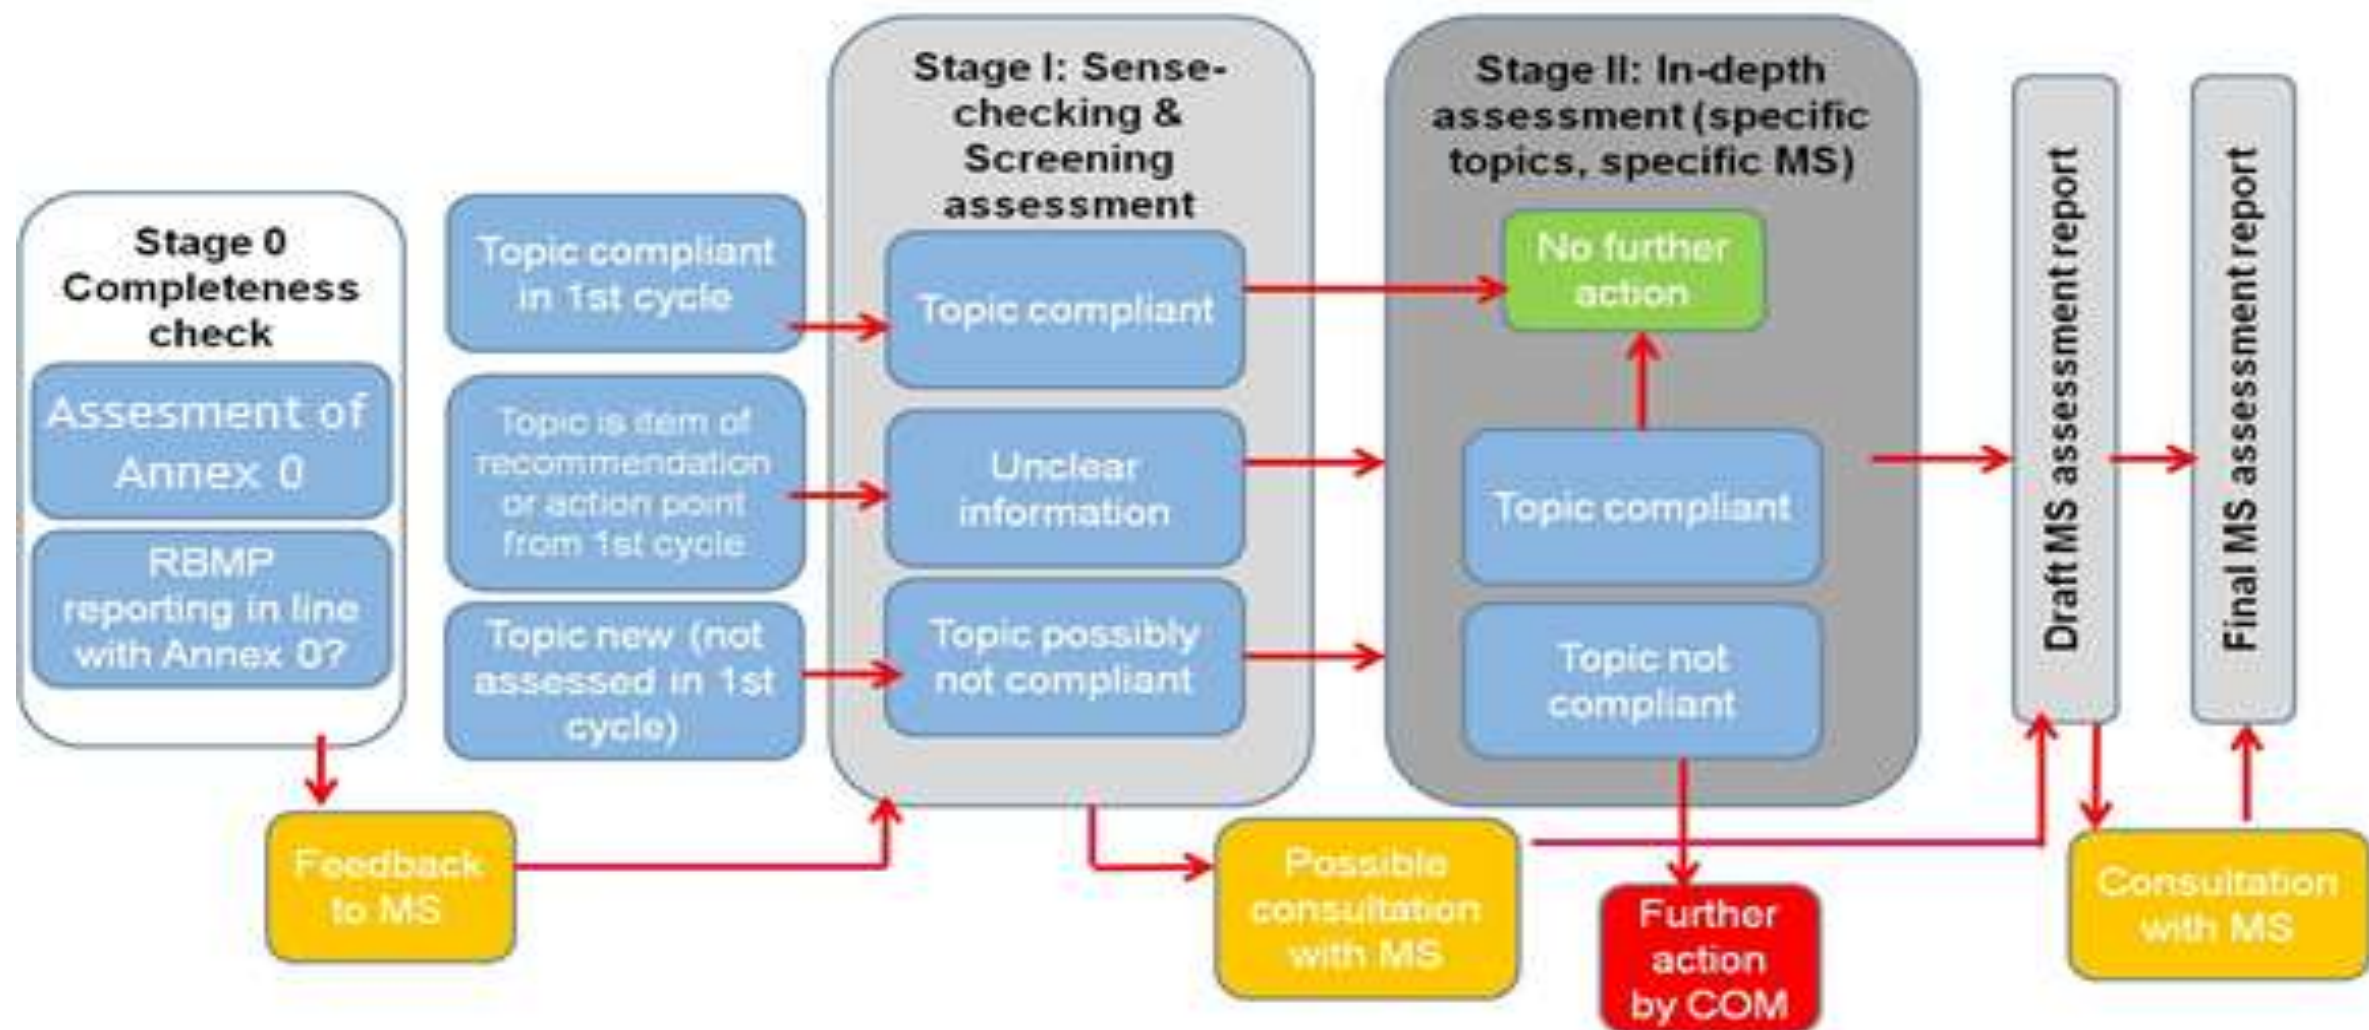 Stage 0
Completeness
check
Assesment of
Annex 0
RBMP
reporting in line
with Annex 0?
Feedback
to MS
Topic compliant
in 1st cycle
Topic is item of
recommendation
or action point
from 1st cycle
Topic new (not
assessed in 1st
cycle)
Stage I: Sense-
checking &
Screening
assessment
Topic compliant
Unclear
information
Topic possibly
not compliant
Possible
consultation
with MS
Stage II: In-depth
assessment (specific
topics, specific MS)
No further
action
Topic compliant
Topic not
compliant
Further
action
by COM
Draft MS assessment report
Final MS assessment report
Consultation
with MS